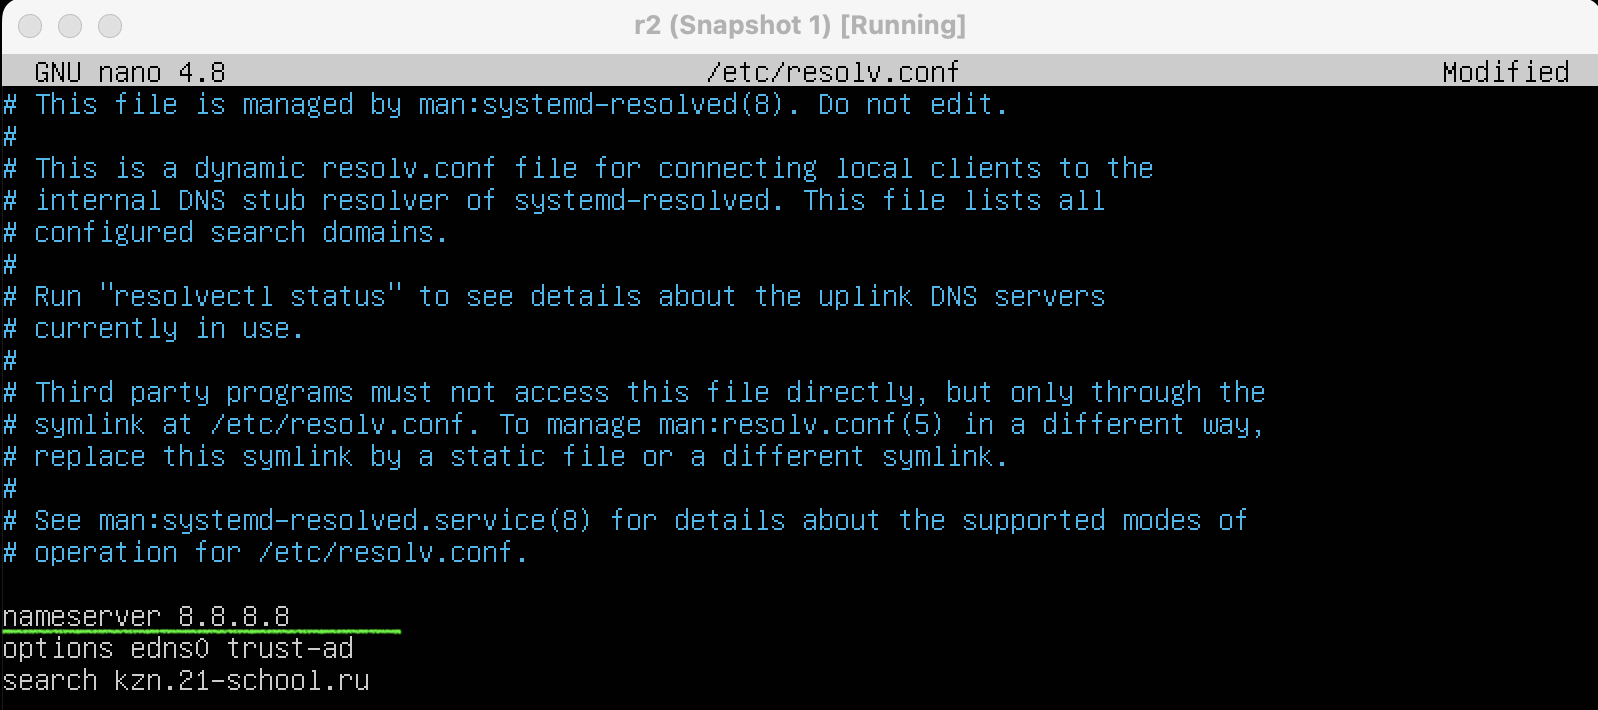 r2 (Snapshot 1) [Running]
GNU nano 4.8 /etc/resolv.conf Modified
# This file is managed by man:systemd-resolved(8). Do not edit.
#
# This is a dynamic resolv.conf file for connecting local clients to the
# internal DNS stub resolver of systemd-resolved. This file lists all
# configured search domains.
#
# Run "resolvectl status" to see details about the uplink DNS servers
# currently in use.
#
# Third party programs must not access this file directly, but only through the
# symlink at /etc/resolv.conf. To manage man:resolv.conf(5) in a different way,
# replace this symlink by a static file or a different symlink.
#
# See man:systemd-resolved.service(8) for details about the supported modes of
# operation for /etc/resolv.conf.
nameserver 8.8.8.8
options edns0 trust-ad
search kzn.21-school.ru